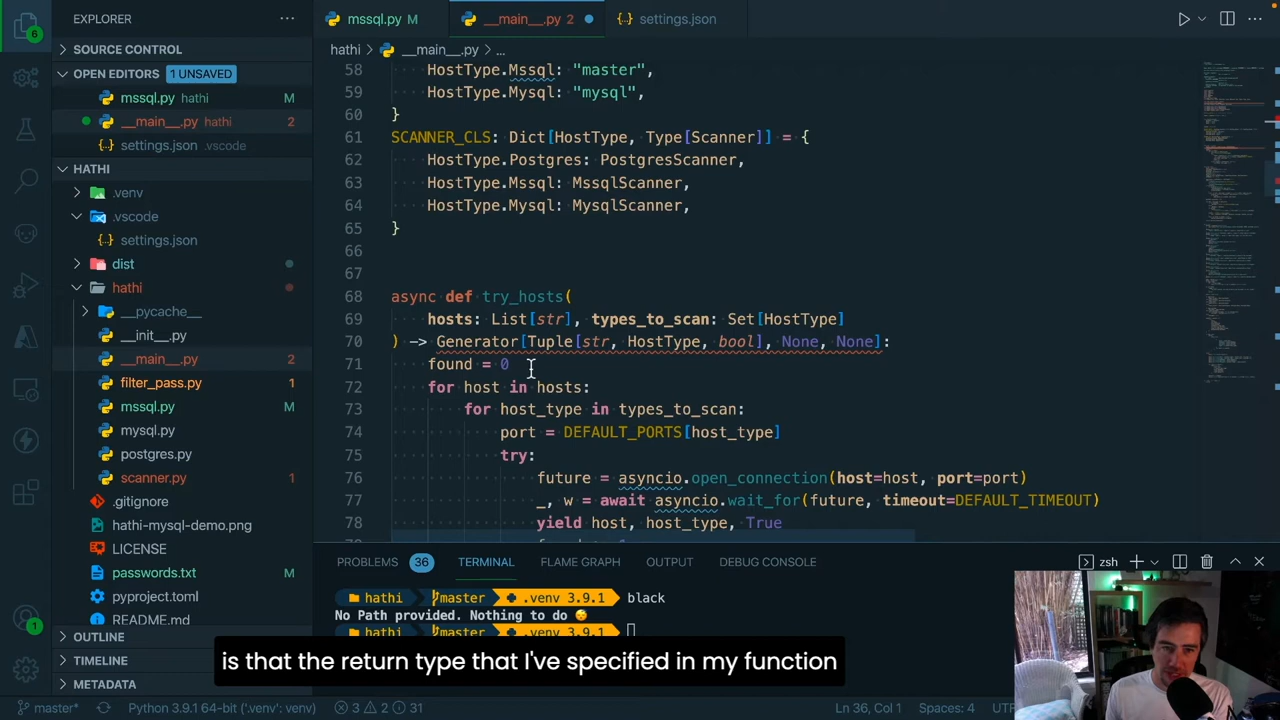 EXPLORER
mssql.py M
__main__.py 2
settings.json
SOURCE CONTROL
OPEN EDITORS 1 UNSAVED
mssql.py hathi M
__main__.py hathi 2
settings.json .vscode
HATHI
.venv
.vscode
settings.json
dist
hathi
__pycache__
__init__.py
__main__.py 2
filter_pass.py 1
mssql.py M
mysql.py
postgres.py
scanner.py 1
.gitignore
hathi-mysql-demo.png
LICENSE
passwords.txt M
pyproject.toml
README.md
OUTLINE
TIMELINE
METADATA
6
1
hathi > __main__.py > ...
58 HostType.Mssql: "master",
59 HostType.Mysql: "mysql",
60 }
61 SCANNER_CLS: Dict[HostType, Type[Scanner]] = {
62 HostType.Postgres: PostgresScanner,
63 HostType.Mssql: MssqlScanner,
64 HostType.Mysql: MysqlScanner,
65 }
66
67
68 async def try_hosts(
69 hosts: List[str], types_to_scan: Set[HostType]
70 ) -> Generator[Tuple[str, HostType, bool], None, None]:
71 found = 0
72 for host in hosts:
73 for host_type in types_to_scan:
74 port = DEFAULT_PORTS[host_type]
75 try:
76 future = asyncio.open_connection(host=host, port=port)
77 _, w = await asyncio.wait_for(future, timeout=DEFAULT_TIMEOUT)
78 yield host, host_type, True
PROBLEMS 36 TERMINAL FLAME GRAPH OUTPUT DEBUG CONSOLE
zsh
hathi master .venv 3.9.1 black
No Path provided. Nothing to do
hathi master .venv 3.9.1
is that the return type that I've specified in my function
master* Python 3.9.1 64-bit ('.venv': venv) 3 2 31 Ln 36, Col 1 Spaces: 4